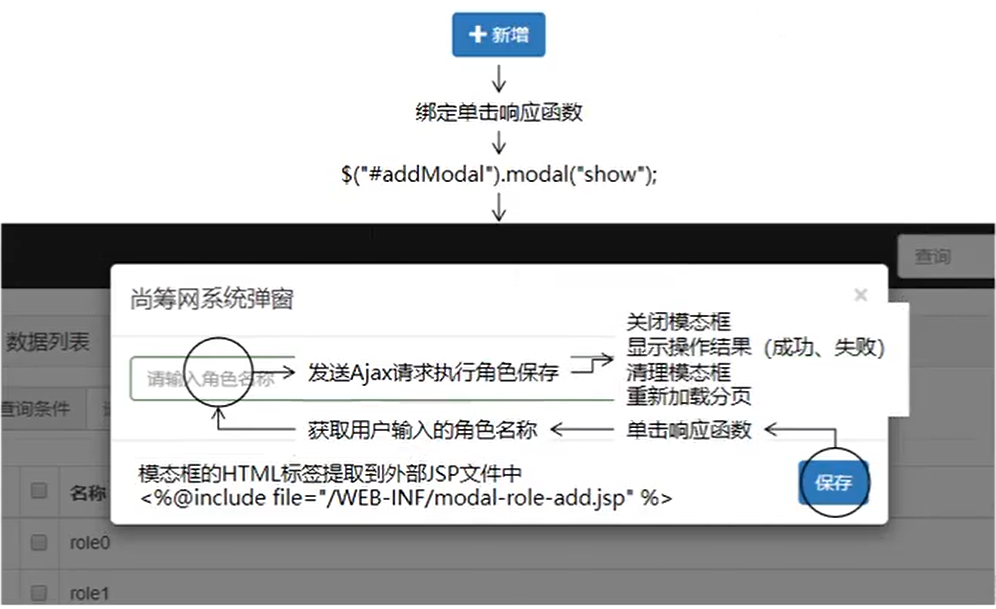 新增
绑定单击响应函数
$("#addModal").modal("show");
查询
尚筹网系统弹窗
×
数据列表
关闭模态框
显示操作结果（成功、失败）
清理模态框
重新加载分页
请输入角色名称
发送Ajax请求执行角色保存
查询条件
获取用户输入的角色名称
单击响应函数
模态框的HTML标签提取到外部JSP文件中
<%@include file="/WEB-INF/modal-role-add.jsp" %>
保存
名称
role0
role1